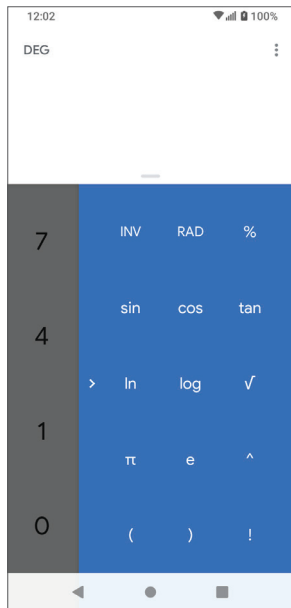 12:02 100%
DEG
7 INV RAD %
sin cos tan
4
ln log √
1
π e ^
0
( ) !